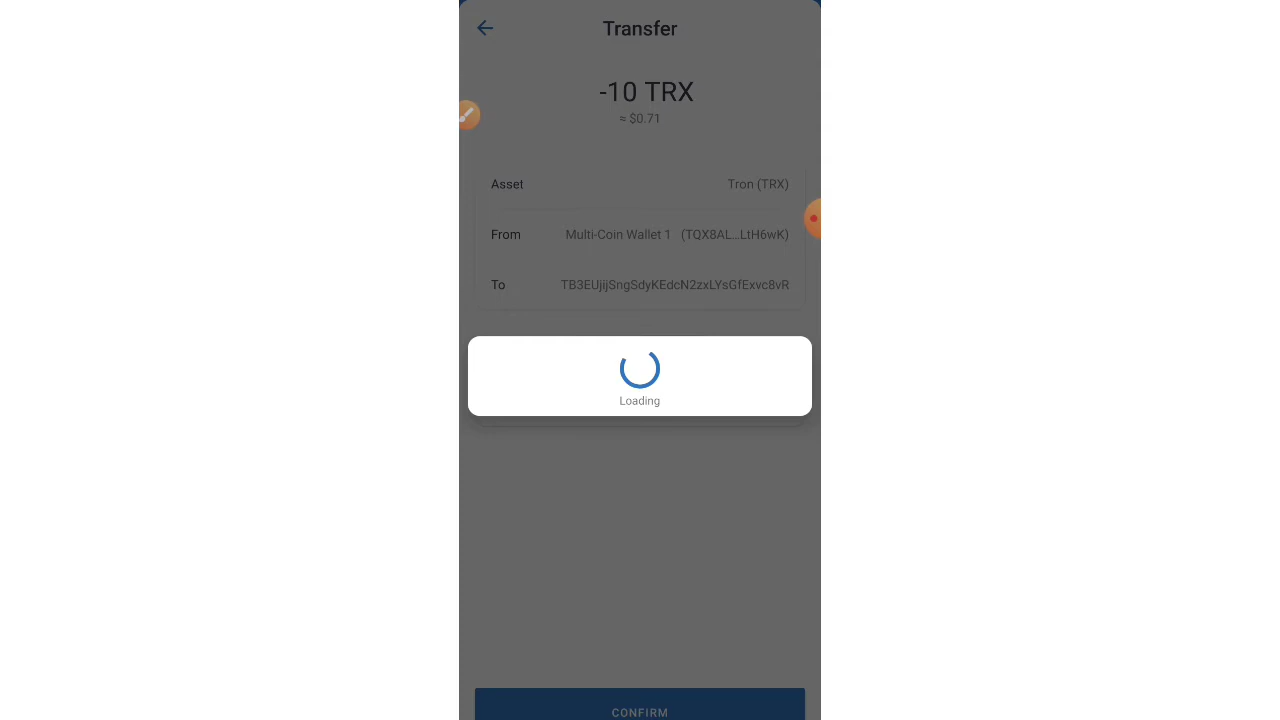 Transfer
-10 TRX
≈ $0.71
Asset Tron (TRX)
From Multi-Coin Wallet 1 (TQX8AL...LtH6wK)
To TB3EUjijSngSdyKEdcN2zxLYsGfExvc8vR
Loading
CONFIRM